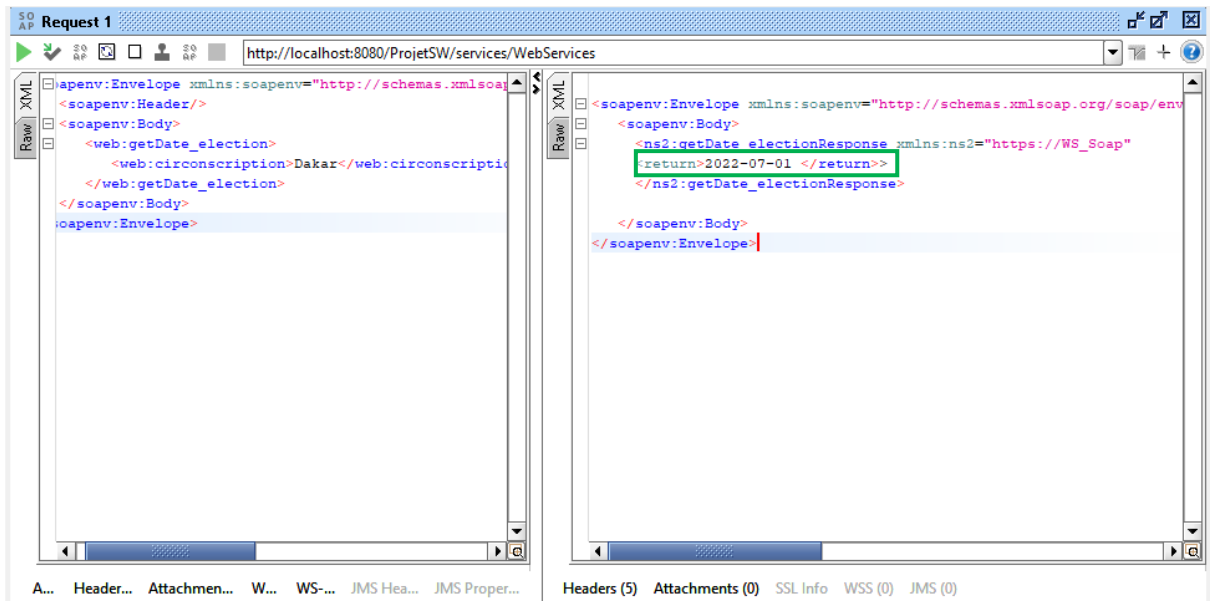 SO AP Request 1
http://localhost:8080/ProjetSW/services/WebServices
XML
Raw
apenv:Envelope xmlns:soapenv="http://schemas.xmlsoap
<soapenv:Header/>
<soapenv:Body>
<web:getDate_election>
<web:circonscription>Dakar</web:circonscriptio
</web:getDate_election>
</soapenv:Body>
soapenv:Envelope>
XML
Raw
<soapenv:Envelope xmlns:soapenv="http://schemas.xmlsoap.org/soap/env
<soapenv:Body>
<ns2:getDate_electionResponse xmlns:ns2="https://WS_Soap"
<return>2022-07-01 </return>>
</ns2:getDate_electionResponse>
</soapenv:Body>
</soapenv:Envelope>
A... Header... Attachmen... W... WS-... JMS Hea... JMS Proper...
Headers (5) Attachments (0) SSL Info WSS (0) JMS (0)